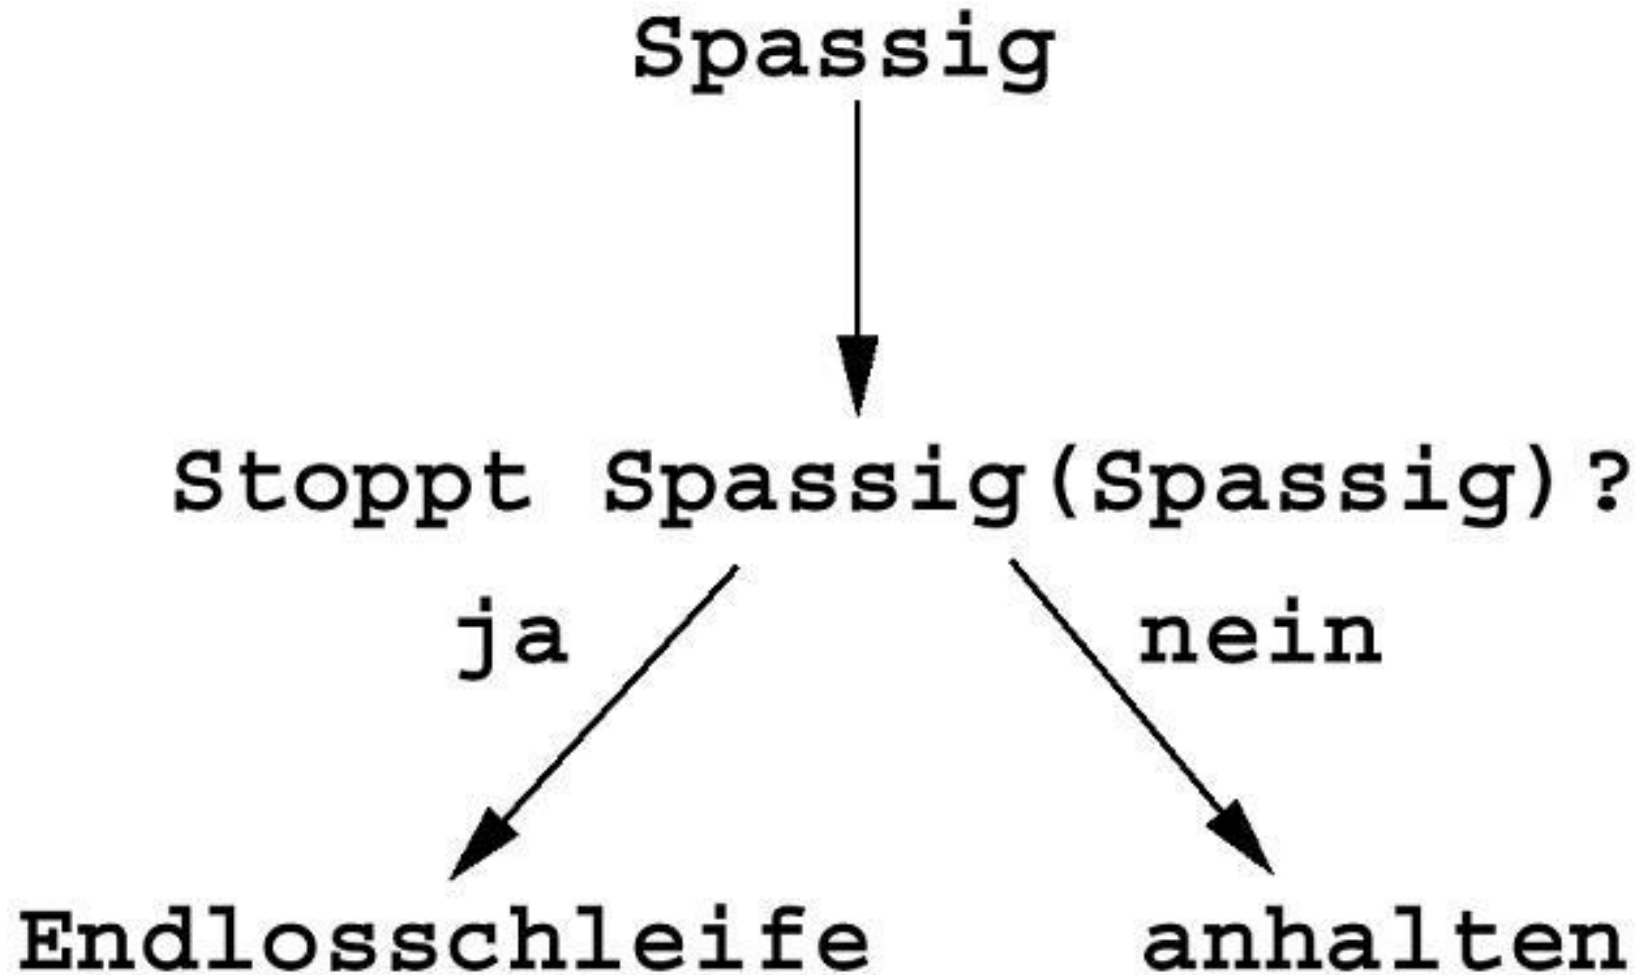 Spassig
Stoppt Spassig(Spassig)?
ja
nein
Endlosschleife
anhalten